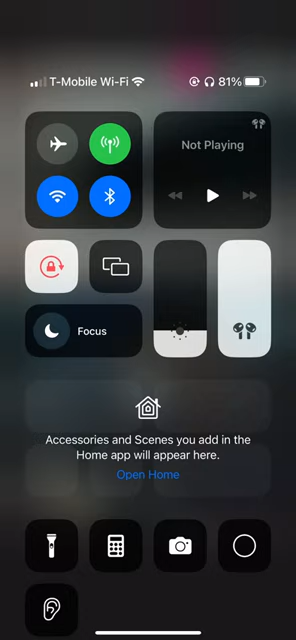 T-Mobile Wi-Fi 81%
Not Playing
Focus
Accessories and Scenes you add in the
Home app will appear here.
Open Home